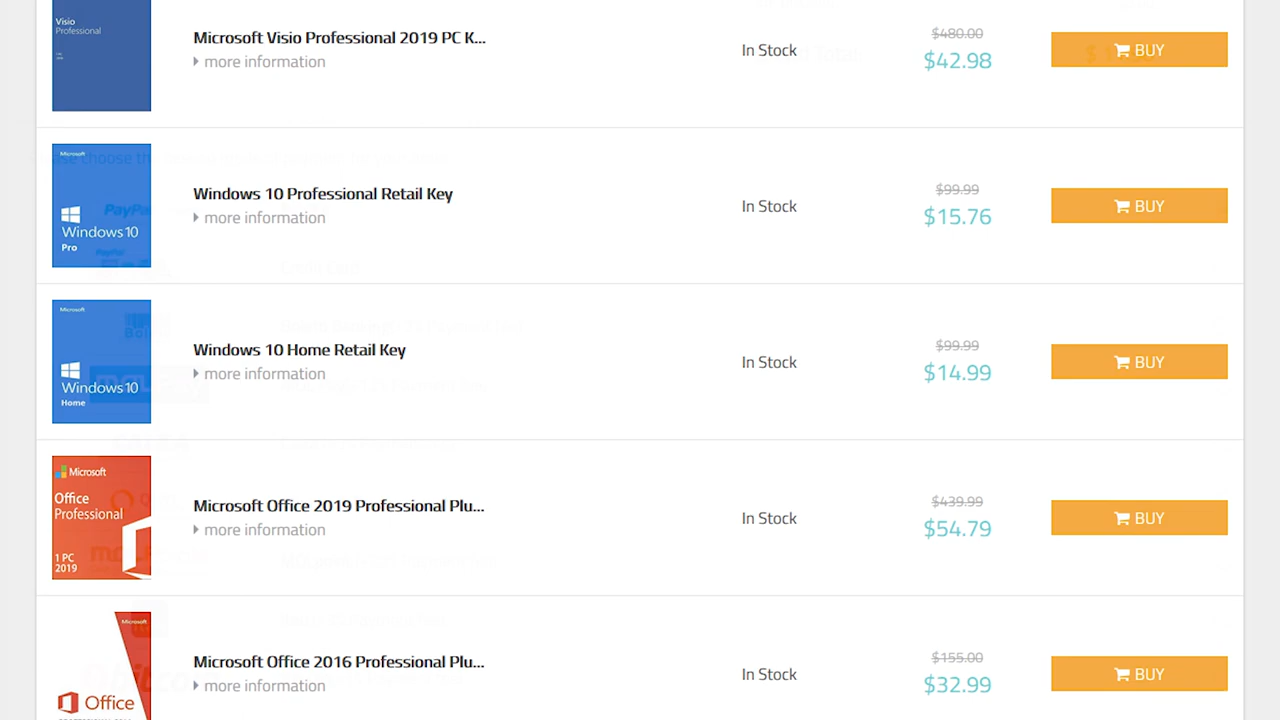 Visio
Professional
Microsoft Visio Professional 2019 PC K...
more information
In Stock
$480.00
$42.98
BUY
Microsoft
Windows 10
Pro
Windows 10 Professional Retail Key
more information
In Stock
$99.99
$15.76
BUY
PayPal
Microsoft
Windows 10
Home
Windows 10 Home Retail Key
more information
In Stock
$99.99
$14.99
BUY
Microsoft
Office
Professional
1 PC
2019
Microsoft Office 2019 Professional Plu...
more information
In Stock
$439.99
$54.79
BUY
Microsoft
Office
Microsoft Office 2016 Professional Plu...
more information
In Stock
$155.00
$32.99
BUY